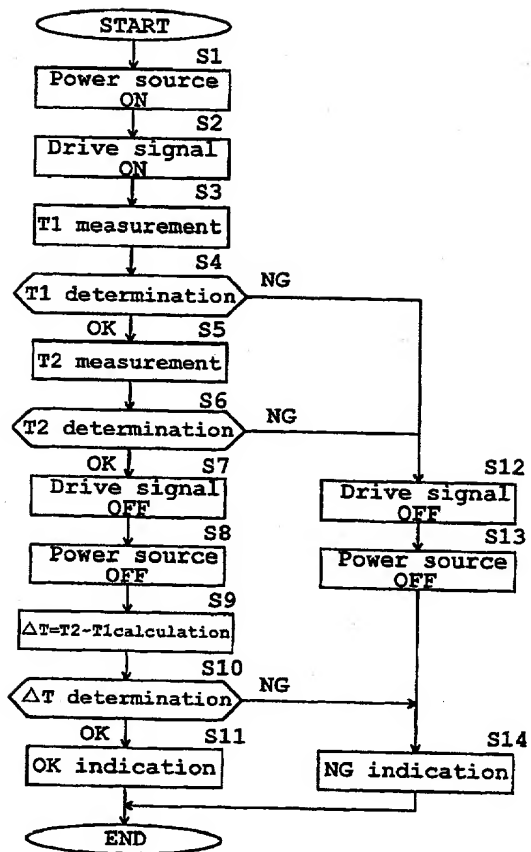 START
S1
Power source
ON
S2
Drive signal
ON
S3
T1 measurement
S4
T1 determination
NG
OK
S5
T2 measurement
S6
T2 determination
NG
OK
S7
Drive signal
OFF
S8
Power source
OFF
S9
△T=T2-T1calculation
S10
△T determination
NG
OK
S11
OK indication
S12
Drive signal
OFF
S13
Power source
OFF
S14
NG indication
END